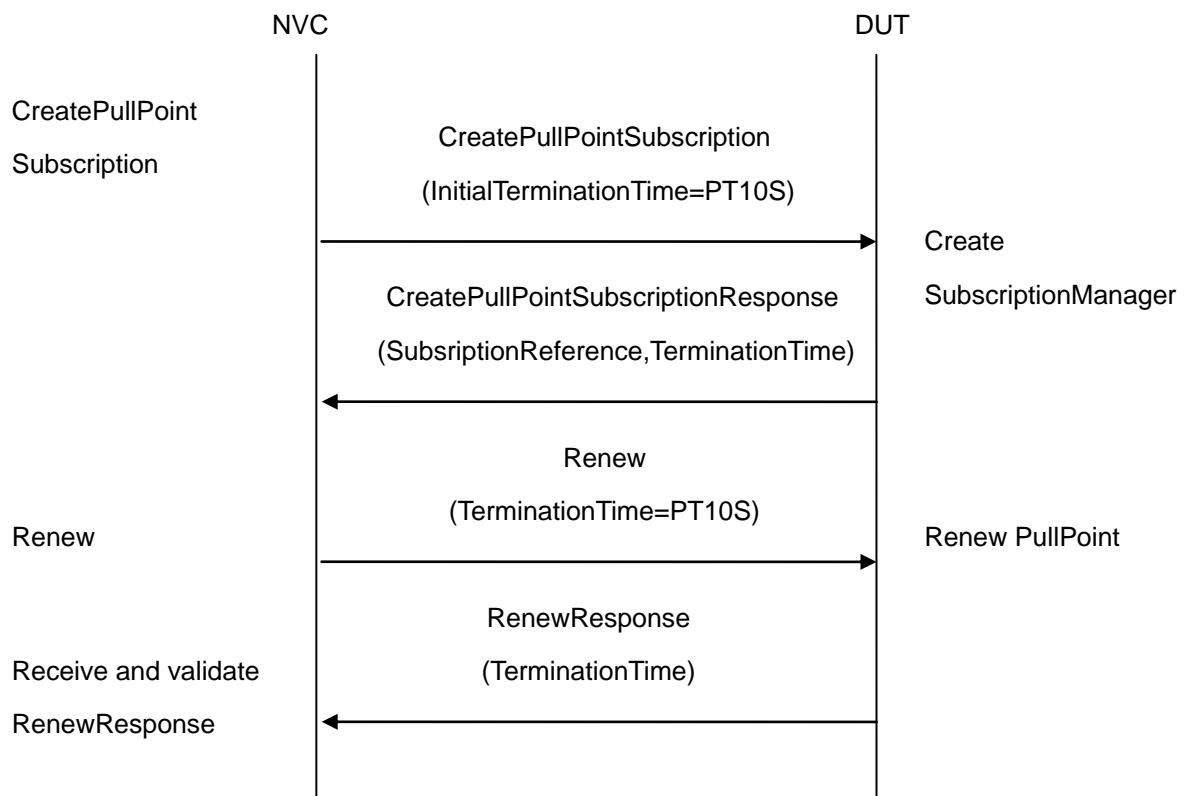 NVC
DUT
CreatePullPoint
Subscription
CreatePullPointSubscription
(InitialTerminationTime=PT10S)
Create
SubscriptionManager
CreatePullPointSubscriptionResponse
(SubsriptionReference,TerminationTime)
Renew
(TerminationTime=PT10S)
Renew
Renew PullPoint
RenewResponse
(TerminationTime)
Receive and validate
RenewResponse